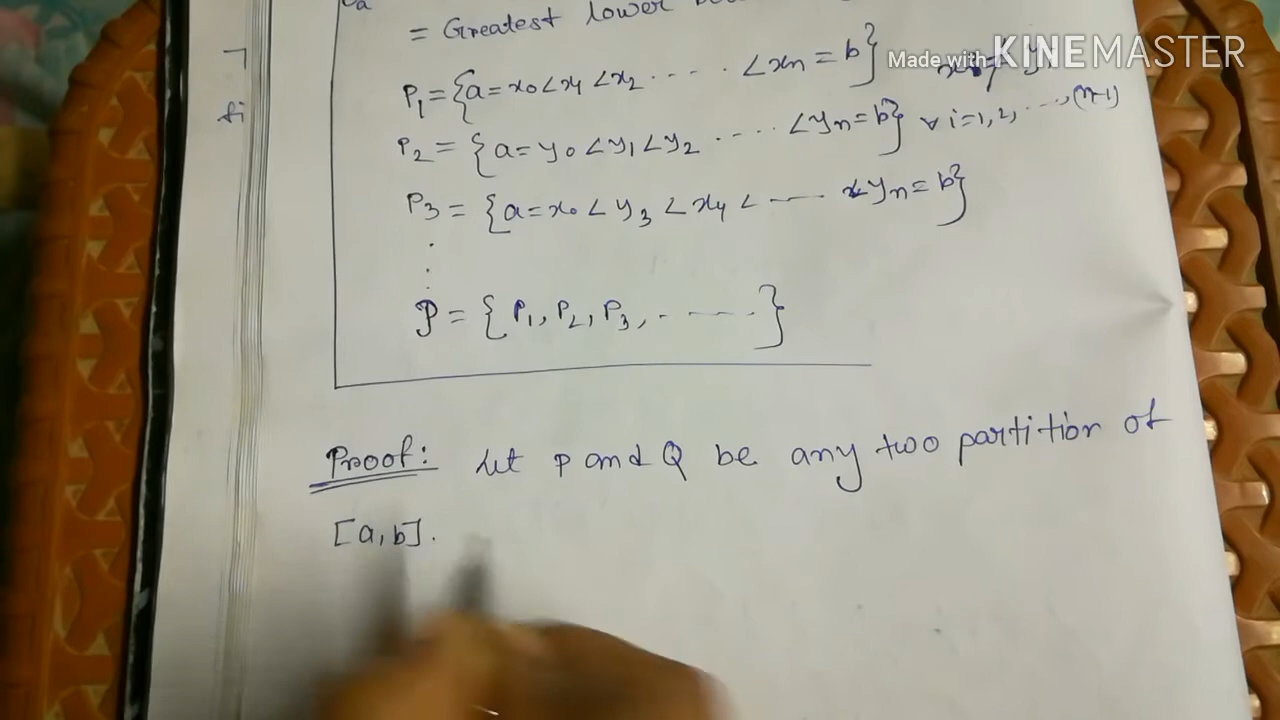 = Greatest lower
P₁ = {a = x₀ < x₁ < x₂ ..... < xₙ = b}
P₂ = {a = y₀ < y₁ < y₂ ..... < yₙ = b} ∀ i = 1, 2, ...., (n-1)
P₃ = {a = x₀ < y₃ < x₄ < ---- < yₙ = b}
:
P = {P₁, P₂, P₃, . ---- }
Proof: Let P and Q be any two partition of
[a, b].
Made with KINEMASTER